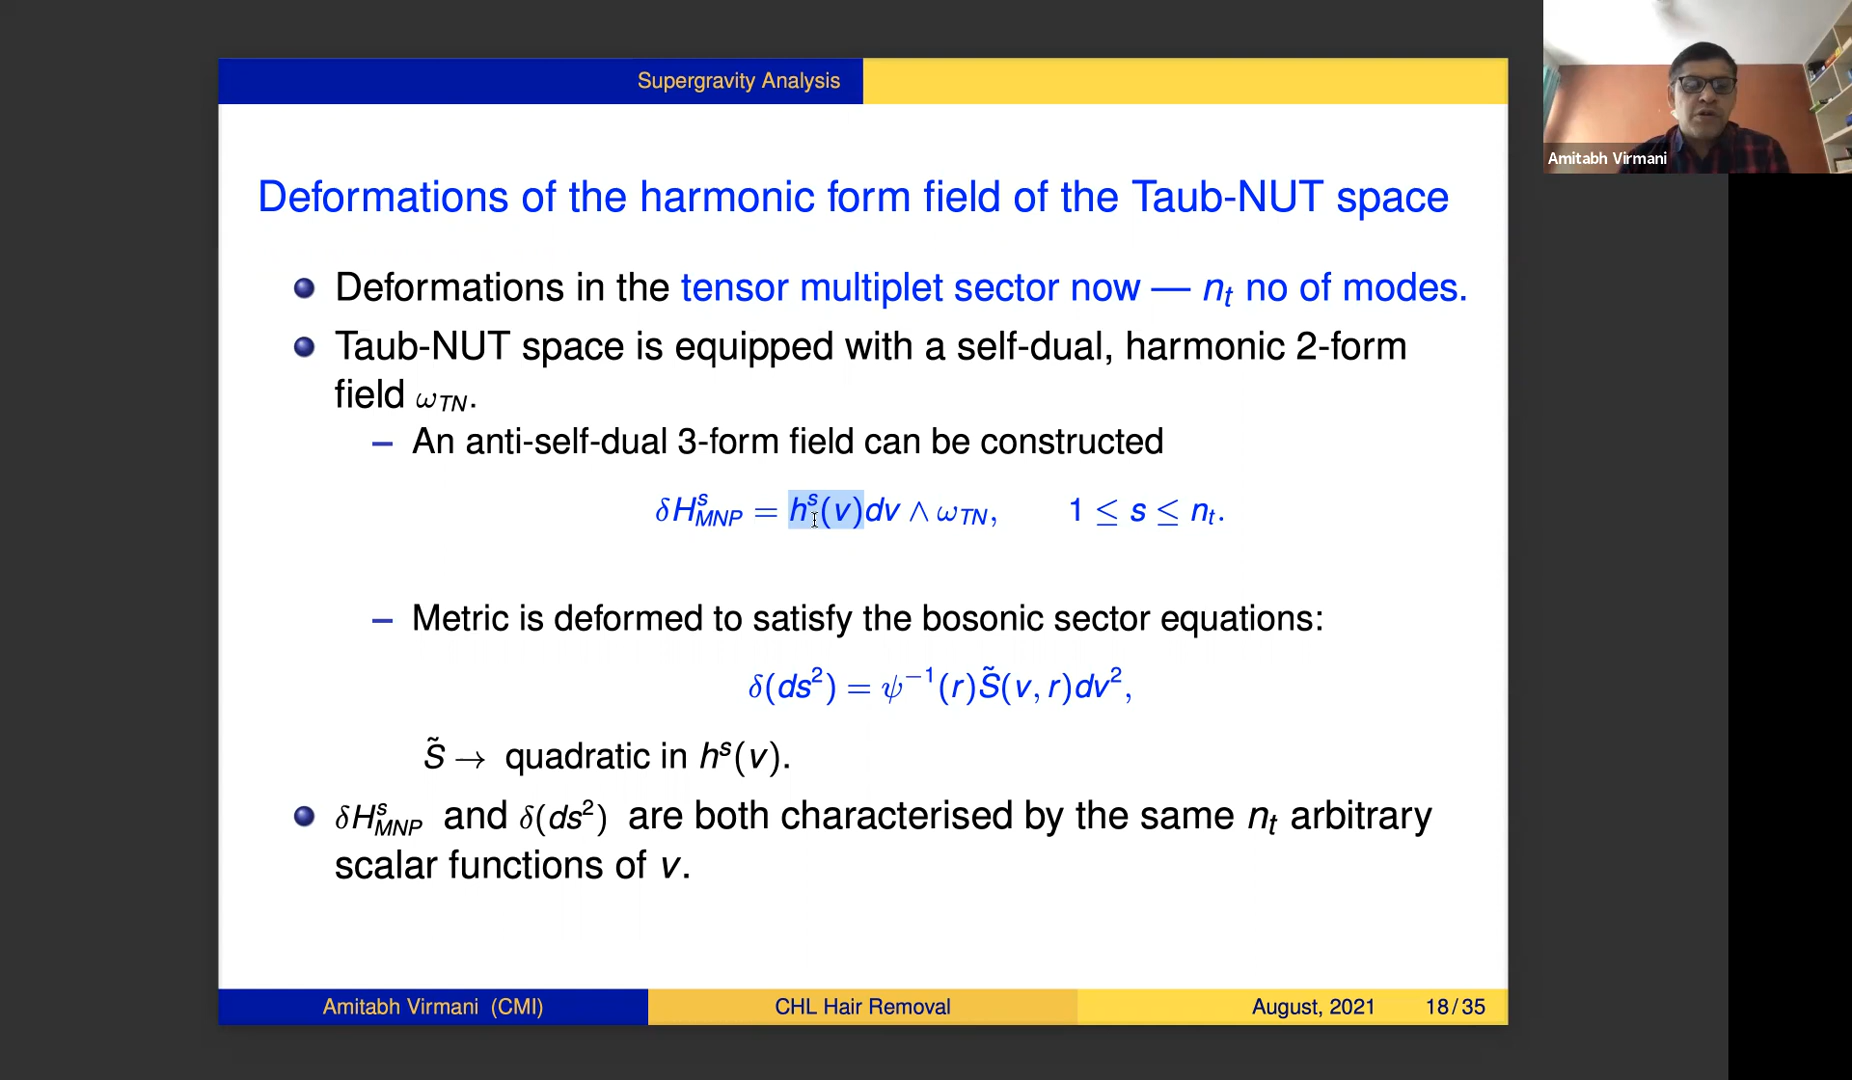 Supergravity Analysis
Amitabh Virmani
Deformations of the harmonic form field of the Taub-NUT space
Deformations in the tensor multiplet sector now — n_t no of modes.
Taub-NUT space is equipped with a self-dual, harmonic 2-form
field ω_TN.
– An anti-self-dual 3-form field can be constructed
δH^s_MNP = h^s(v)dv ∧ ω_TN, 1 ≤ s ≤ n_t.
– Metric is deformed to satisfy the bosonic sector equations:
δ(ds²) = ψ⁻¹(r)S̃(v, r)dv²,
S̃ → quadratic in h^s(v).
δH^s_MNP and δ(ds²) are both characterised by the same n_t arbitrary
scalar functions of v.
Amitabh Virmani (CMI) CHL Hair Removal August, 2021 18/35